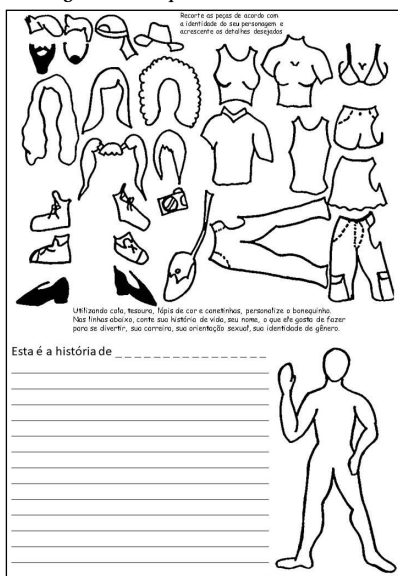 Recorte as peças de acordo com
a identidade do seu personagem e
acrescente os detalhes desejados
Utilizando cola, tesoura, lápis de cor e canetinhas, personalize o bonequinho.
Nas linhas abaixo, conte sua história de vida, seu nome, o que ele gosta de fazer
para se divertir, sua carreira, sua orientação sexual, sua identidade de gênero.
Esta é a história de _ _ _ _ _ _ _ _ _ _ _ _ _ _ _ _